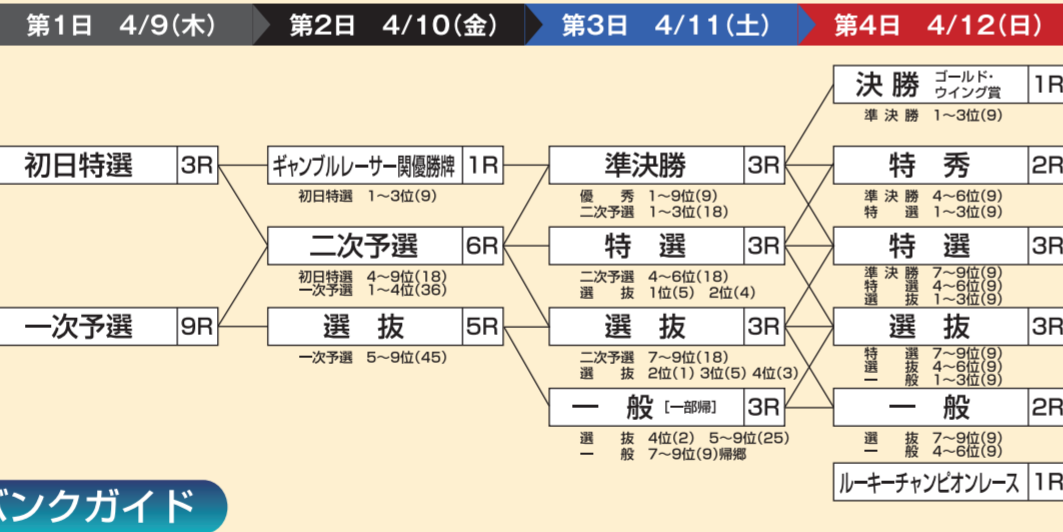 第1日 4/9(木)
第2日 4/10(金)
第3日 4/11(土)
第4日 4/12(日)
初日特選 3R
一次予選 9R
ギャンブルレーサー関優勝牌 1R
初日特選 1〜3位(9)
二次予選 6R
初日特選 4〜9位(18)
一次予選 1〜4位(36)
選抜 5R
一次予選 5〜9位(45)
準決勝 3R
優秀 1〜9位(9)
二次予選 1〜3位(18)
特選 3R
二次予選 4〜6位(18)
選抜 1位(5) 2位(4)
選抜 3R
二次予選 7〜9位(18)
選抜 2位(1) 3位(5) 4位(3)
一般 [一部帰] 3R
選抜 4位(2) 5〜9位(25)
一般 7〜9位(9)帰郷
決勝 ゴールド・ウイング賞 1R
準決勝 1〜3位(9)
特秀 2R
準決勝 4〜6位(9)
特選 1〜3位(9)
特選 3R
準決勝 7〜9位(9)
特選 4〜6位(9)
選抜 1〜3位(9)
選抜 3R
特選 7〜9位(9)
選抜 4〜6位(9)
一般 1〜3位(9)
一般 2R
選抜 7〜9位(9)
一般 4〜6位(9)
ルーキーチャンピオンレース 1R
バンクガイド